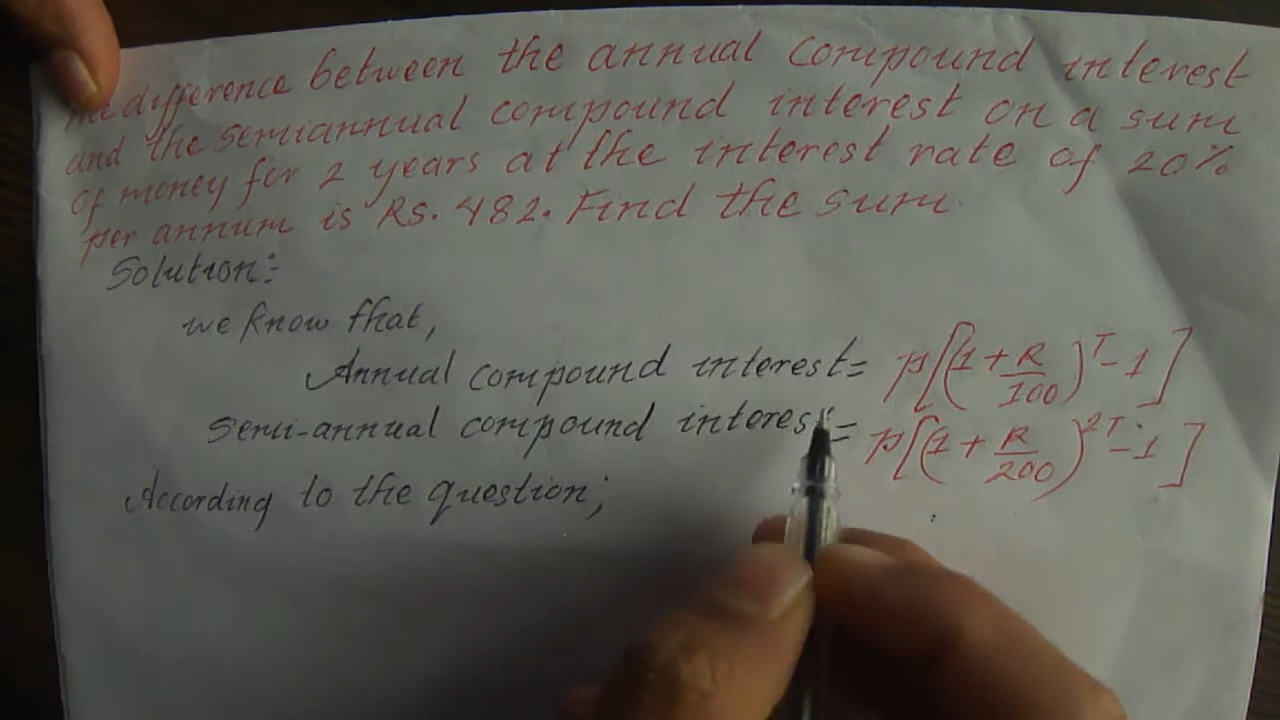 The difference between the annual compound interest
and the semiannual compound interest on a sum
of money for 2 years at the interest rate of 20%
per annum is Rs. 482. Find the sum.
Solution:-
we know that,
Annual compound interest = P[(1+R/100)^T-1]
semi-annual compound interest = P[(1+R/200)^2T-1]
According to the question;